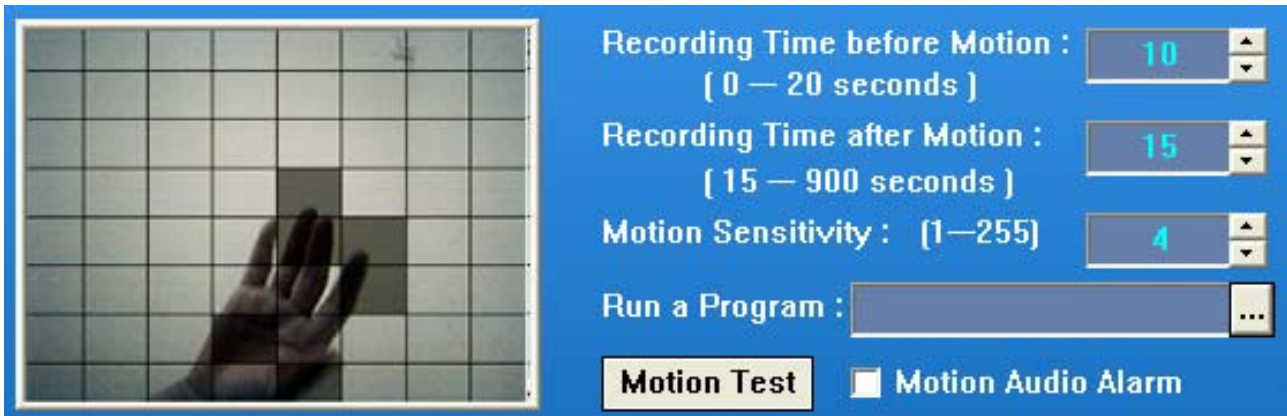 Recording Time before Motion : 10
( 0 — 20 seconds )
Recording Time after Motion : 15
( 15 — 900 seconds )
Motion Sensitivity : (1—255) 4
Run a Program : ...
Motion Test Motion Audio Alarm